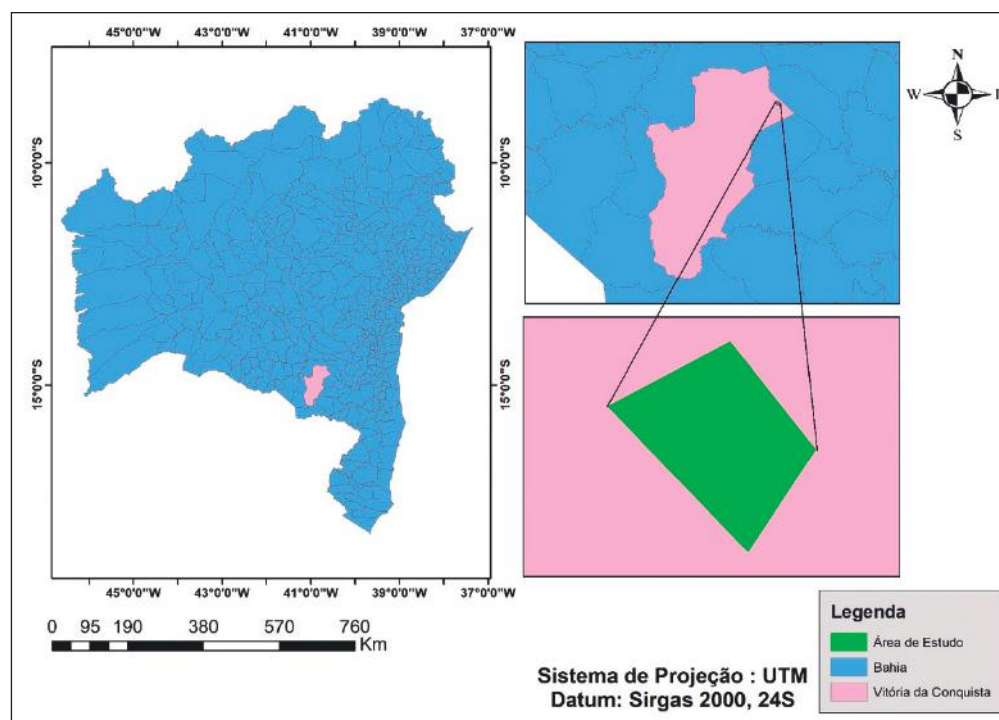 45°0'0"W 43°0'0"W 41°0'0"W 39°0'0"W 37°0'0"W
10°0'0"S
15°0'0"S
10°0'0"S
15°0'0"S
45°0'0"W 43°0'0"W 41°0'0"W 39°0'0"W 37°0'0"W
0 95 190 380 570 760
Km
N
W
S
Sistema de Projeção : UTM
Datum: Sirgas 2000, 24S
Legenda
Área de Estudo
Bahia
Vitória da Conquista